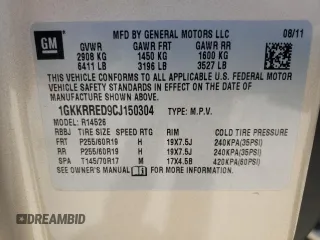 GM
MFD BY GENERAL MOTORS LLC 08/11
GVWR GAWR FRT GAWR RR
2908 KG 1450 KG 1600 KG
6411 LB 3196 LB 3527 LB
THIS VEHICLE CONFORMS TO ALL APPLICABLE U.S. FEDERAL MOTOR
VEHICLE SAFETY, BUMPER, AND THEFT PREVENTION STANDARDS IN
EFFECT ON THE DATE OF MANUFACTURE SHOWN ABOVE.
1GKKRRED9CJ150304 TYPE: M.P.V.
MODEL: R14526
RBBJ TIRE SIZE SPEED RTG RIM COLD TIRE PRESSURE
FRT P255/60R19 H 19X7.5J 240KPA(35PSI)
RR P255/60R19 H 19X7.5J 240KPA(35PSI)
SPA T145/70R17 M 17X4.5B 420KPA(60PSI)
SEE OWNER'S MANUAL FOR MORE INFORMATION
DREAMBID